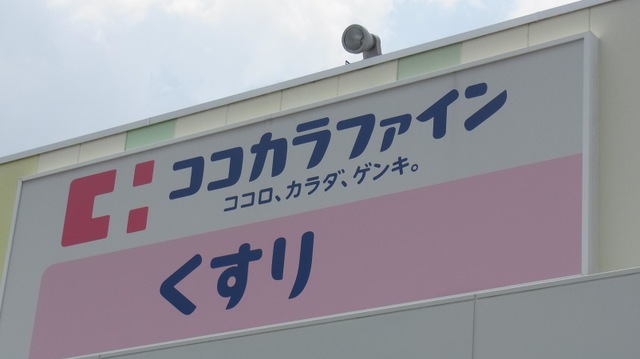 ココカラファイン
ココロ、カラダ、ゲンキ。
くすり